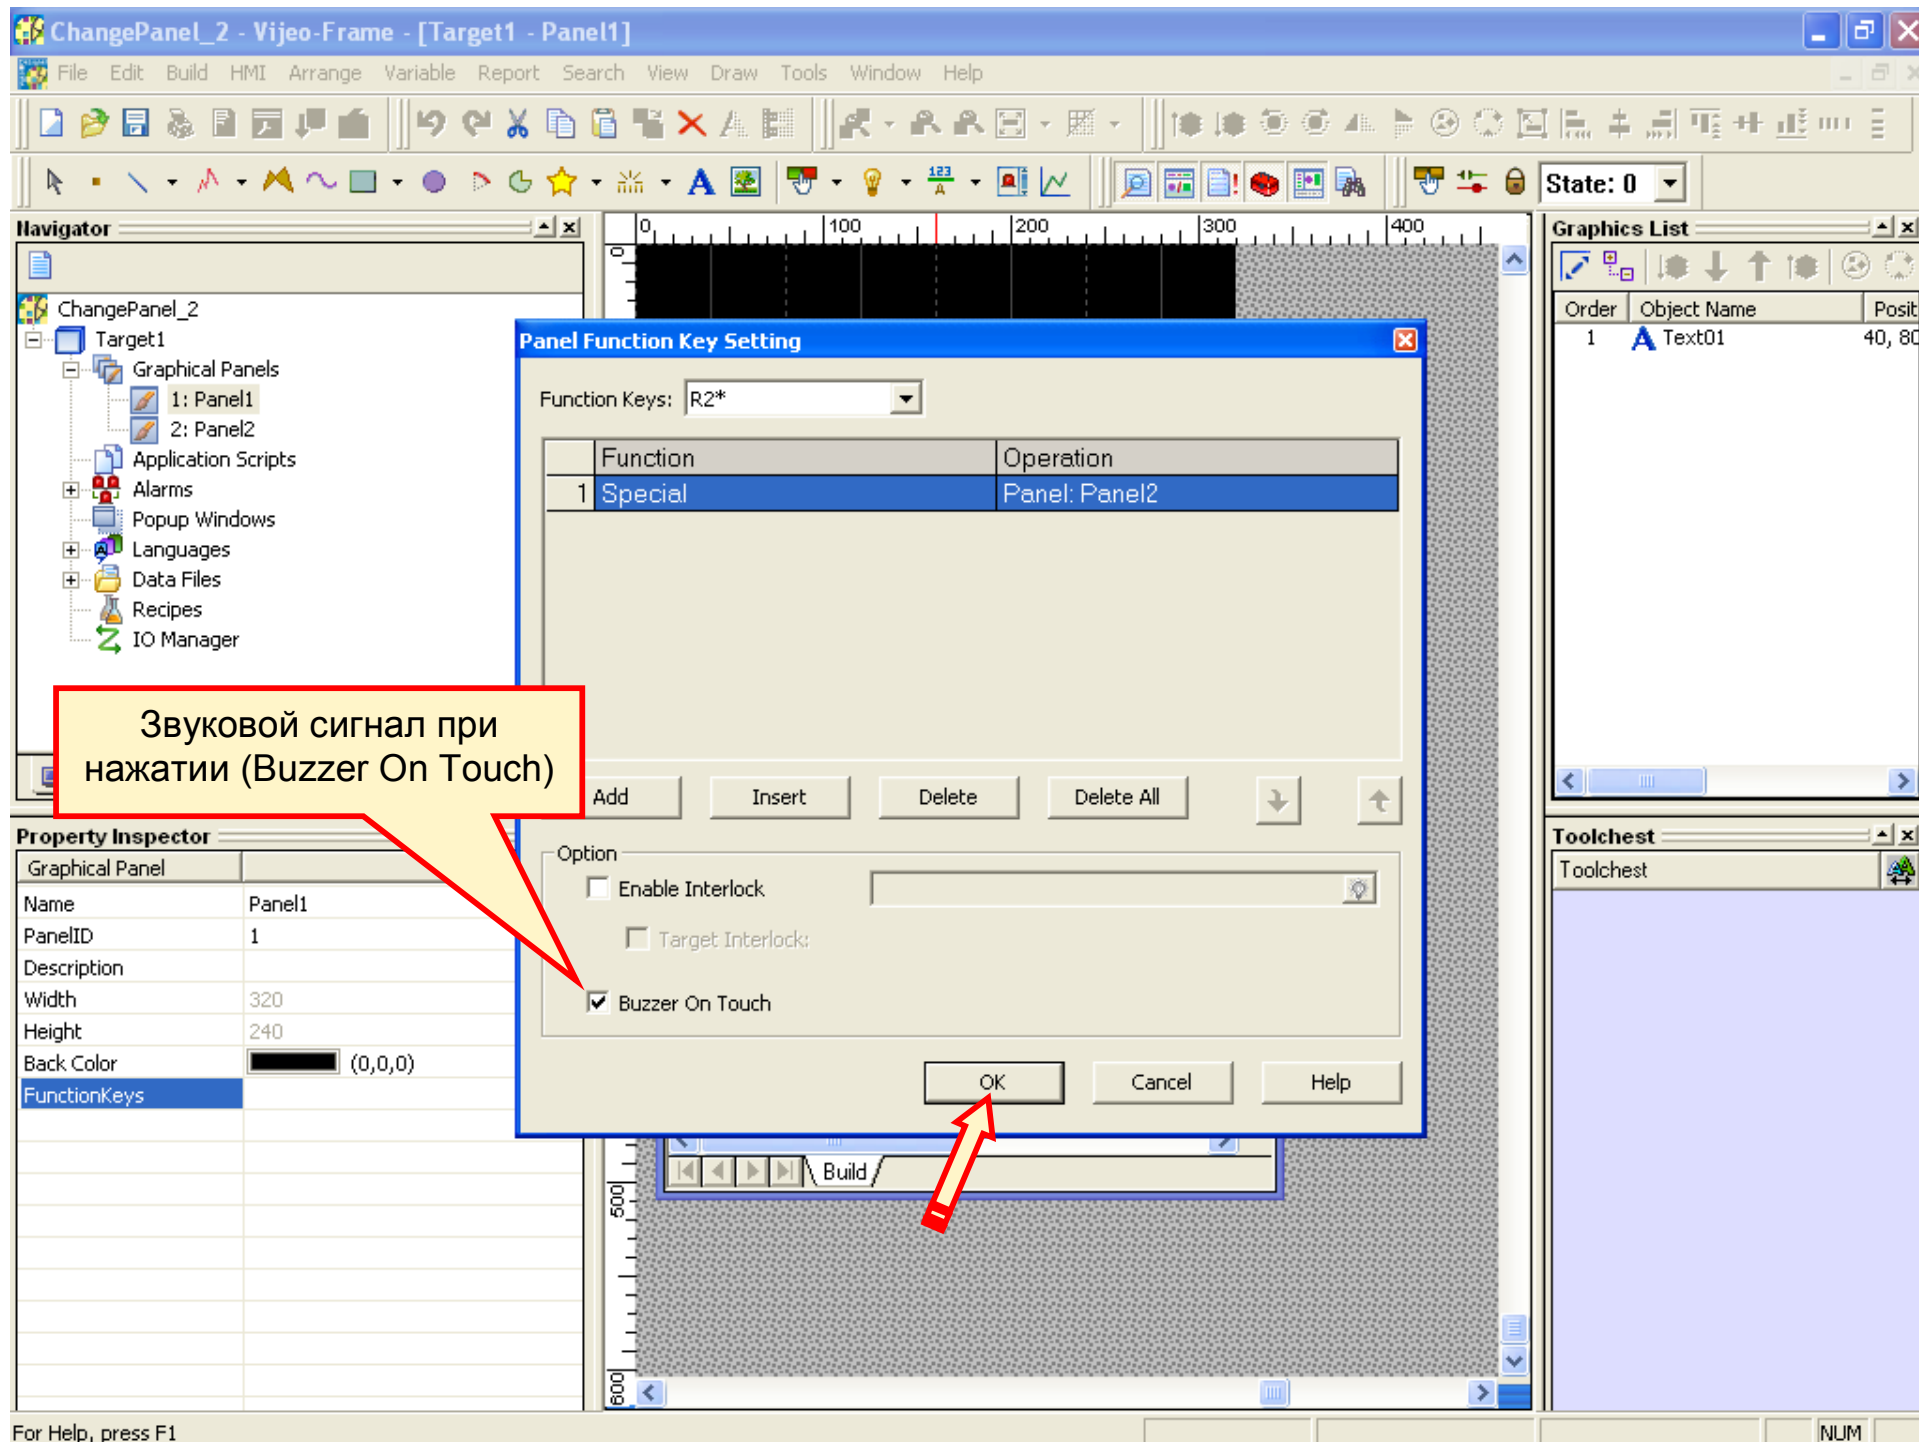 ChangePanel_2 - Vijeo-Frame - [Target1 - Panel1]
File Edit Build HMI Arrange Variable Report Search View Draw Tools Window Help
State: 0
Navigator
ChangePanel_2
Target1
Graphical Panels
1: Panel1
2: Panel2
Application Scripts
Alarms
Popup Windows
Languages
Data Files
Recipes
IO Manager
0 100 200 300 400
0
500
600
Panel Function Key Setting
Function Keys: R2*
Function Operation
1 Special Panel: Panel2
Add Insert Delete Delete All
Option
Enable Interlock
Target Interlock:
Buzzer On Touch
OK Cancel Help
Build
Звуковой сигнал при
нажатии (Buzzer On Touch)
Property Inspector
Graphical Panel
Name Panel1
PanelID 1
Description
Width 320
Height 240
Back Color (0,0,0)
FunctionKeys
Graphics List
Order Object Name Posit
1 Text01 40, 80
Toolchest
Toolchest
For Help, press F1
NUM